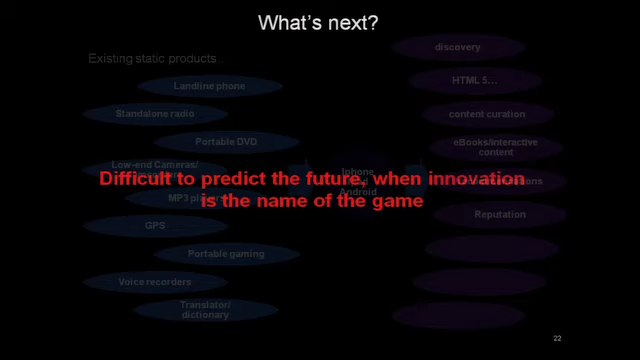 What's next?
Existing static products...
Landline phone
Standalone radio
Portable DVD
Low-end Cameras/
MP3 players
GPS
Portable gaming
Voice recorders
Translator/
dictionary
Iphone
Android
discovery
HTML 5...
content curation
eBooks/interactive
content
Reputation
Difficult to predict the future, when innovation
is the name of the game
22